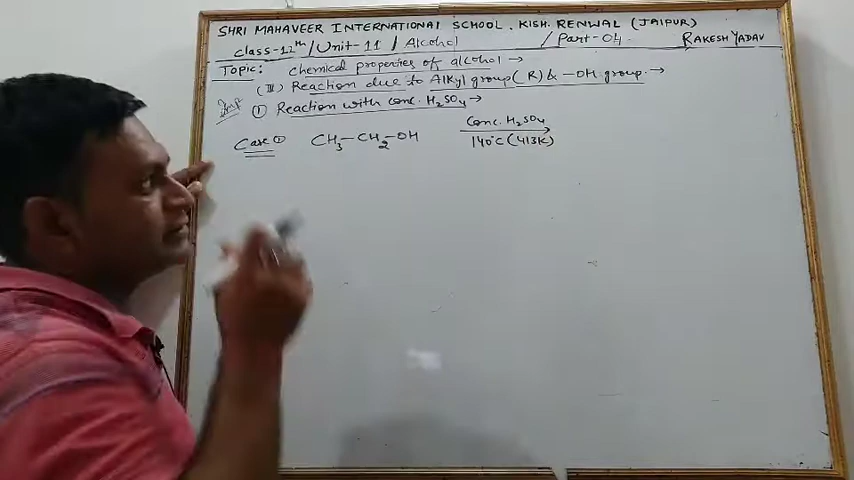 SHRI MAHAVEER INTERNATIONAL SCHOOL. KISH. RENWAL (JAIPUR)
class-12th/Unit-11 / Alcohol / Part-04. RAKESH YADAV
TOPIC: chemical properties of alcohol →
(III) Reaction due to Alkyl group (R) & -OH group. →
Imp ① Reaction with conc. H2SO4 →
Case ① CH3-CH2-OH Conc. H2SO4
140°C (413K)